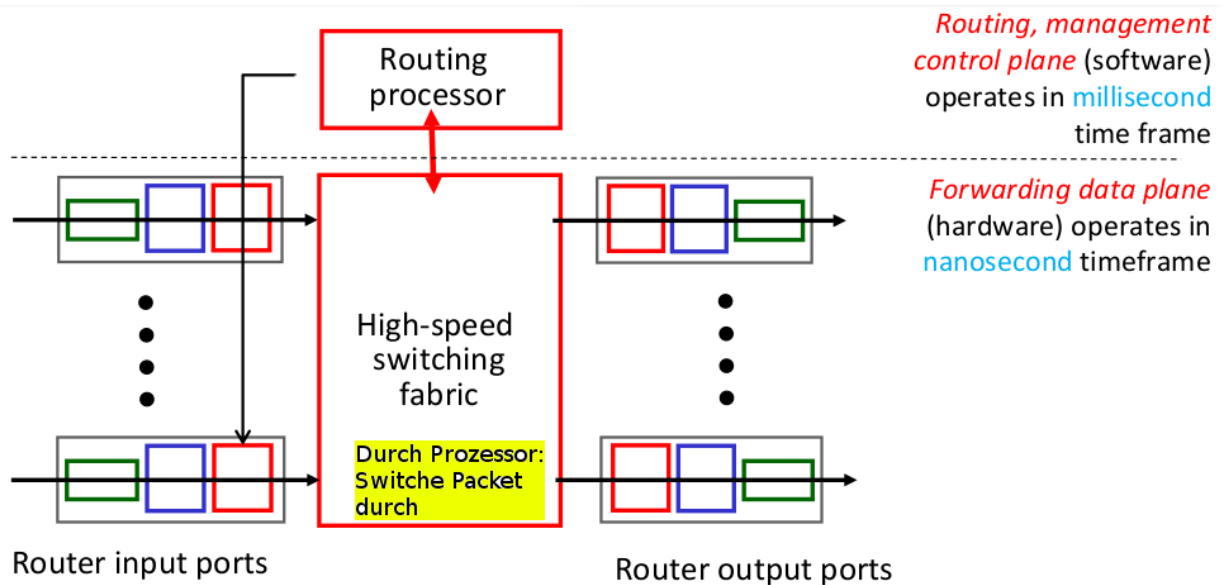 Routing
processor
Routing, management
control plane (software)
operates in millisecond
time frame
Forwarding data plane
(hardware) operates in
nanosecond timeframe
High-speed
switching
fabric
Durch Prozessor:
Switche Packet
durch
Router input ports
Router output ports